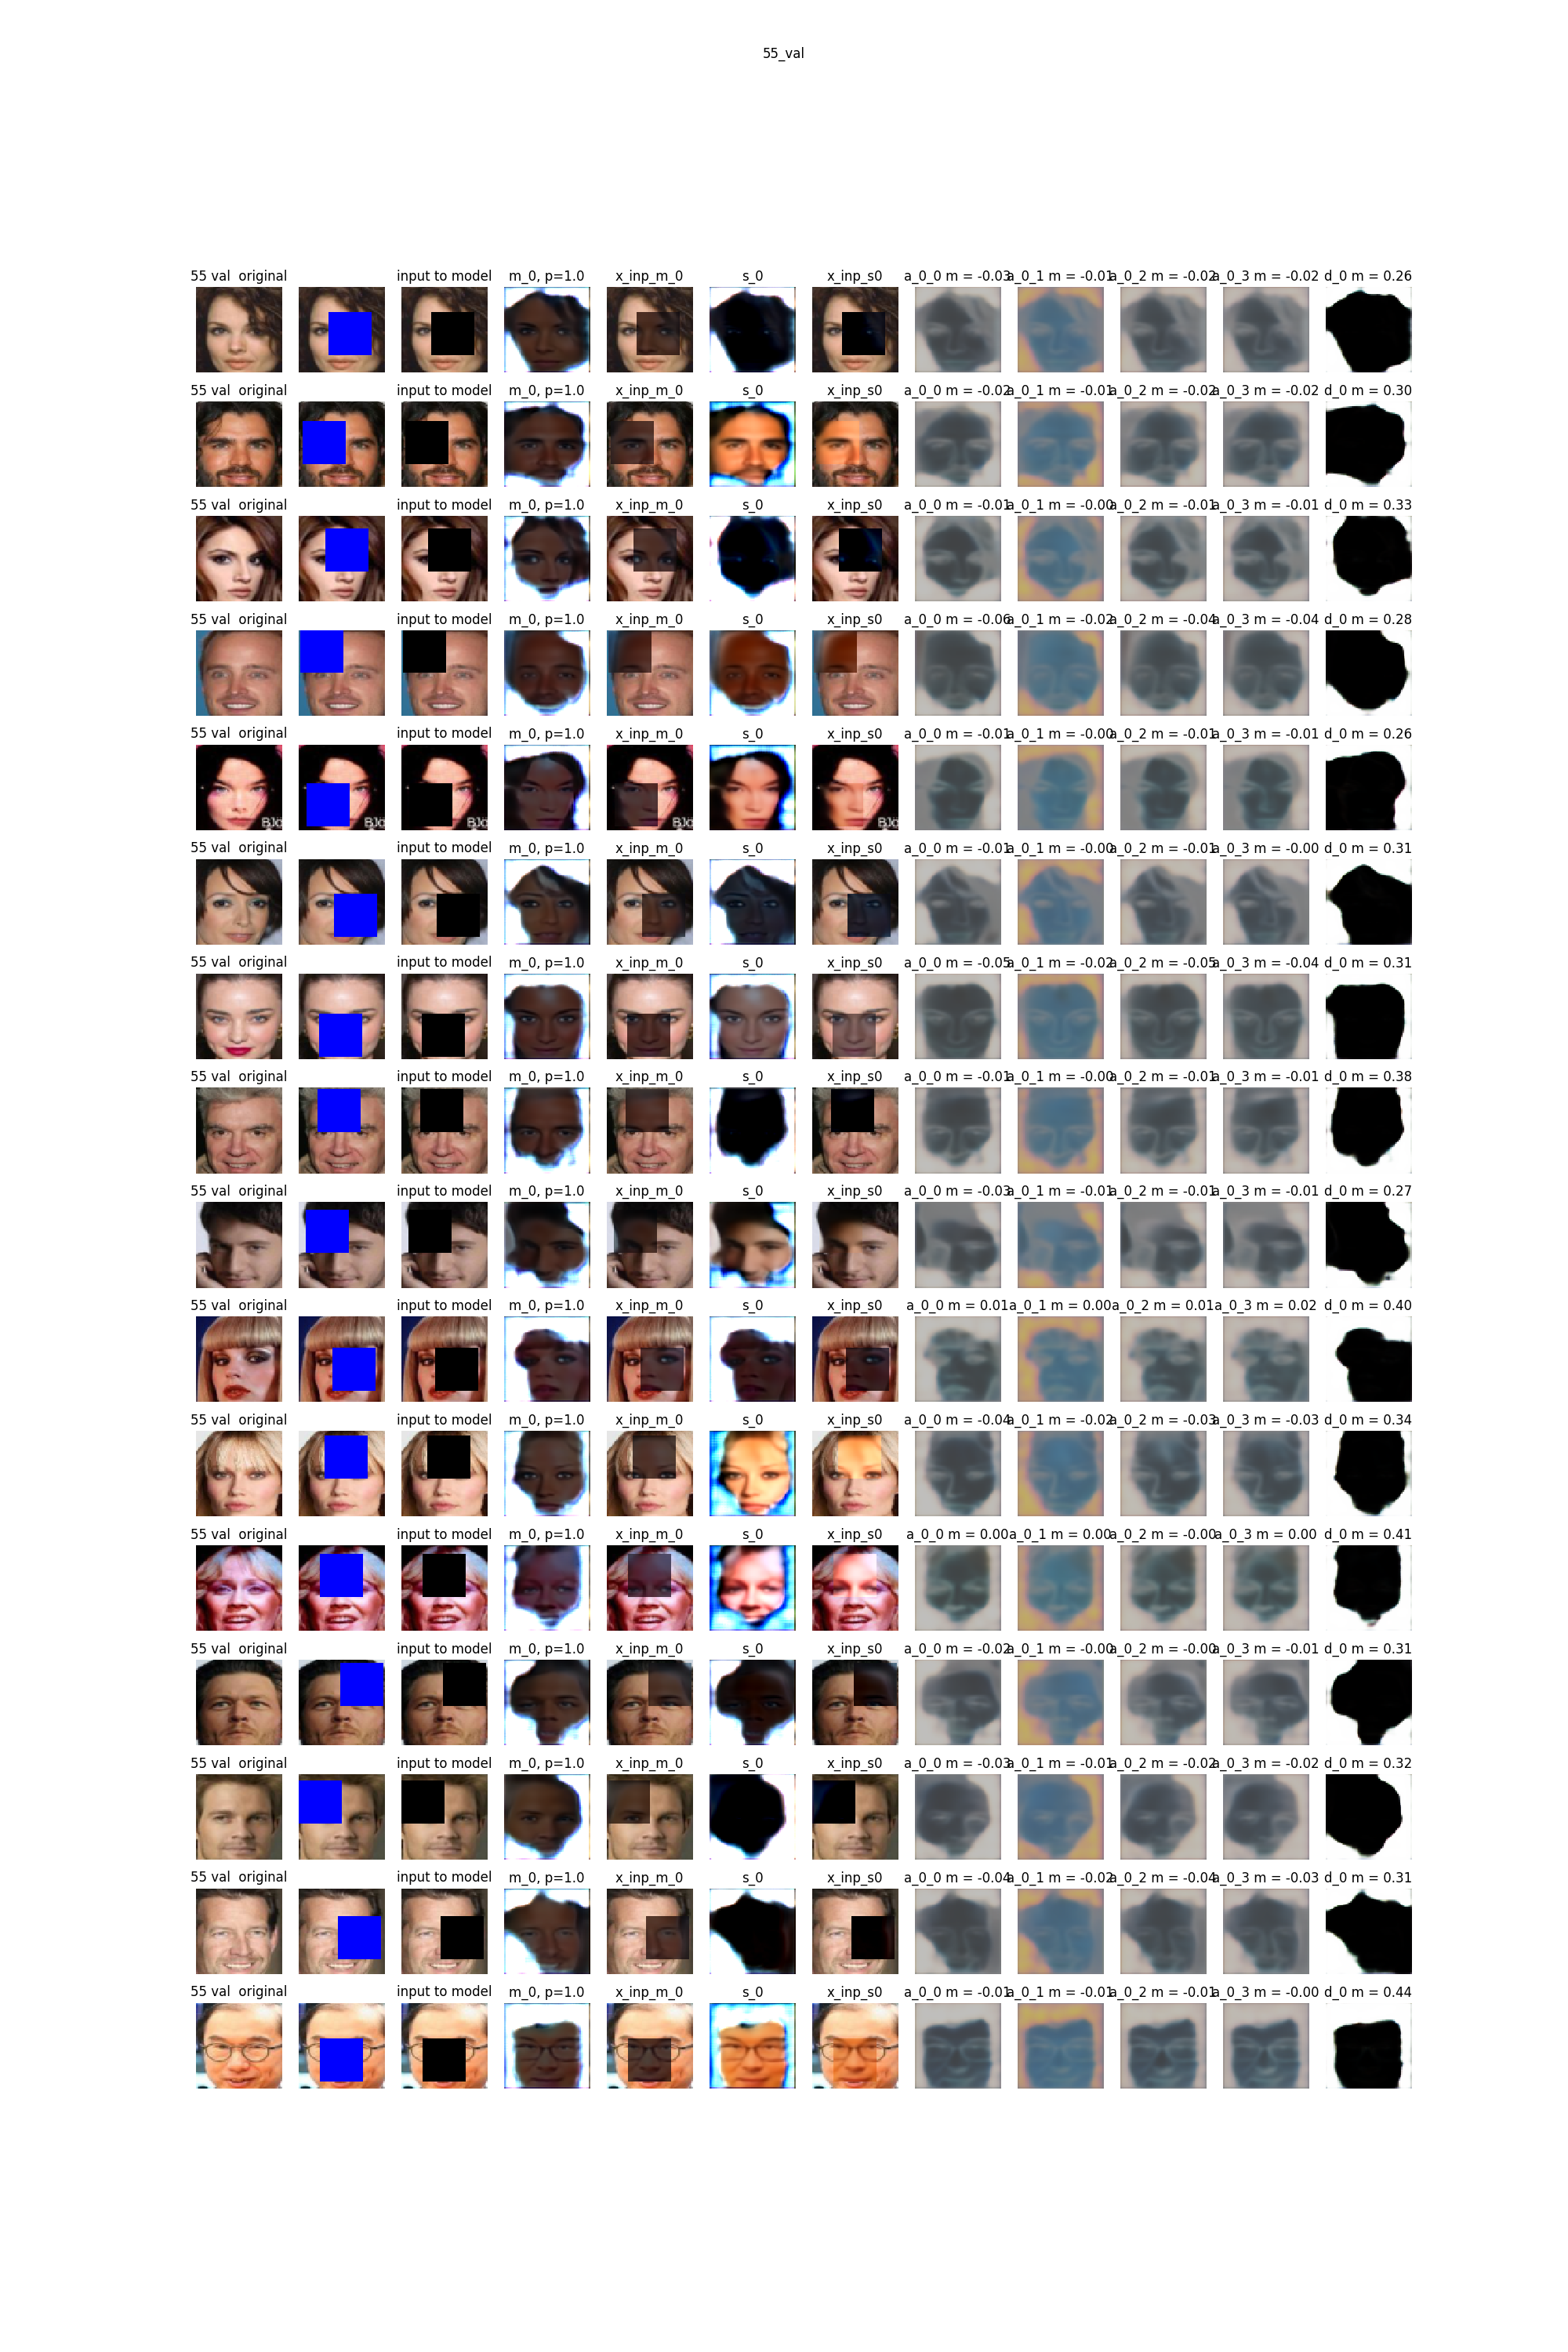 55_val
55 val original input to model m_0, p=1.0 x_inp_m_0 s_0 x_inp_s0 a_0_0 m = -0.03 a_0_1 m = -0.01 a_0_2 m = -0.02 a_0_3 m = -0.02 d_0 m = 0.26
55 val original input to model m_0, p=1.0 x_inp_m_0 s_0 x_inp_s0 a_0_0 m = -0.02 a_0_1 m = -0.01 a_0_2 m = -0.02 a_0_3 m = -0.02 d_0 m = 0.30
55 val original input to model m_0, p=1.0 x_inp_m_0 s_0 x_inp_s0 a_0_0 m = -0.01 a_0_1 m = -0.00 a_0_2 m = -0.01 a_0_3 m = -0.01 d_0 m = 0.33
55 val original input to model m_0, p=1.0 x_inp_m_0 s_0 x_inp_s0 a_0_0 m = -0.06 a_0_1 m = -0.02 a_0_2 m = -0.04 a_0_3 m = -0.04 d_0 m = 0.28
55 val original input to model m_0, p=1.0 x_inp_m_0 s_0 x_inp_s0 a_0_0 m = -0.01 a_0_1 m = -0.00 a_0_2 m = -0.01 a_0_3 m = -0.01 d_0 m = 0.26
55 val original input to model m_0, p=1.0 x_inp_m_0 s_0 x_inp_s0 a_0_0 m = -0.01 a_0_1 m = -0.00 a_0_2 m = -0.01 a_0_3 m = -0.00 d_0 m = 0.31
55 val original input to model m_0, p=1.0 x_inp_m_0 s_0 x_inp_s0 a_0_0 m = -0.05 a_0_1 m = -0.02 a_0_2 m = -0.05 a_0_3 m = -0.04 d_0 m = 0.31
55 val original input to model m_0, p=1.0 x_inp_m_0 s_0 x_inp_s0 a_0_0 m = -0.01 a_0_1 m = -0.00 a_0_2 m = -0.01 a_0_3 m = -0.01 d_0 m = 0.38
55 val original input to model m_0, p=1.0 x_inp_m_0 s_0 x_inp_s0 a_0_0 m = -0.03 a_0_1 m = -0.01 a_0_2 m = -0.01 a_0_3 m = -0.01 d_0 m = 0.27
55 val original input to model m_0, p=1.0 x_inp_m_0 s_0 x_inp_s0 a_0_0 m = 0.01 a_0_1 m = 0.00 a_0_2 m = 0.01 a_0_3 m = 0.02 d_0 m = 0.40
55 val original input to model m_0, p=1.0 x_inp_m_0 s_0 x_inp_s0 a_0_0 m = -0.04 a_0_1 m = -0.02 a_0_2 m = -0.03 a_0_3 m = -0.03 d_0 m = 0.34
55 val original input to model m_0, p=1.0 x_inp_m_0 s_0 x_inp_s0 a_0_0 m = 0.00 a_0_1 m = 0.00 a_0_2 m = -0.00 a_0_3 m = 0.00 d_0 m = 0.41
55 val original input to model m_0, p=1.0 x_inp_m_0 s_0 x_inp_s0 a_0_0 m = -0.02 a_0_1 m = -0.00 a_0_2 m = -0.00 a_0_3 m = -0.01 d_0 m = 0.31
55 val original input to model m_0, p=1.0 x_inp_m_0 s_0 x_inp_s0 a_0_0 m = -0.03 a_0_1 m = -0.01 a_0_2 m = -0.02 a_0_3 m = -0.02 d_0 m = 0.32
55 val original input to model m_0, p=1.0 x_inp_m_0 s_0 x_inp_s0 a_0_0 m = -0.04 a_0_1 m = -0.02 a_0_2 m = -0.04 a_0_3 m = -0.03 d_0 m = 0.31
55 val original input to model m_0, p=1.0 x_inp_m_0 s_0 x_inp_s0 a_0_0 m = -0.01 a_0_1 m = -0.01 a_0_2 m = -0.01 a_0_3 m = -0.00 d_0 m = 0.44